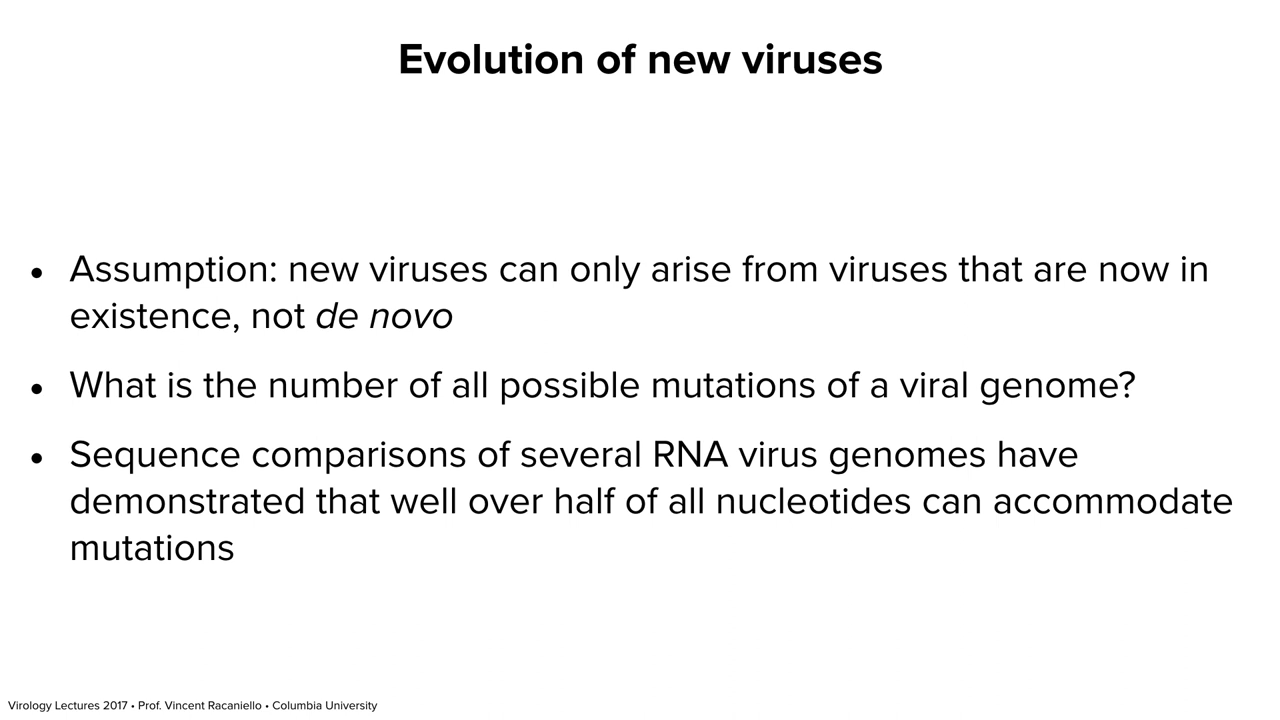 Evolution of new viruses
• Assumption: new viruses can only arise from viruses that are now in
existence, not de novo
• What is the number of all possible mutations of a viral genome?
• Sequence comparisons of several RNA virus genomes have
demonstrated that well over half of all nucleotides can accommodate
mutations
Virology Lectures 2017 • Prof. Vincent Racaniello • Columbia University